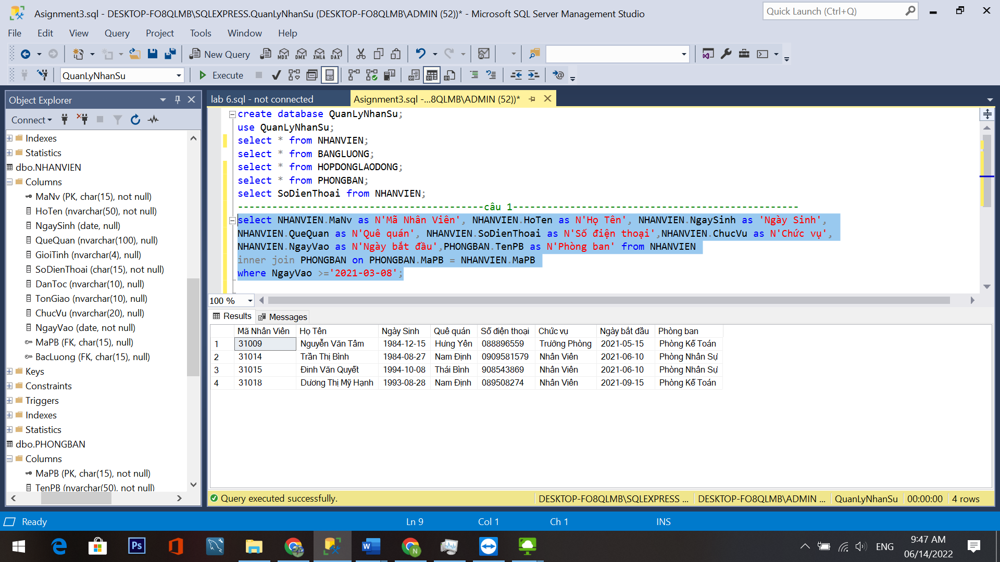 Asignment3.sql - DESKTOP-FO8QLMB\SQLEXPRESS.QuanLyNhanSu (DESKTOP-FO8QLMB\ADMIN (52))* - Microsoft SQL Server Management Studio
Quick Launch (Ctrl+Q)
File Edit View Query Project Tools Window Help
New Query MDX DMX XMLA DAX
QuanLyNhanSu Execute
Object Explorer
Connect
Indexes
Statistics
dbo.NHANVIEN
Columns
MaNv (PK, char(15), not null)
HoTen (nvarchar(50), not null)
NgaySinh (date, null)
QueQuan (nvarchar(100), null)
GioiTinh (nvarchar(4), null)
SoDienThoai (char(15), not null)
DanToc (nvarchar(10), null)
TonGiao (nvarchar(10), null)
ChucVu (nvarchar(20), null)
NgayVao (date, not null)
MaPB (FK, char(15), null)
BacLuong (FK, char(15), null)
Keys
Constraints
Triggers
Indexes
Statistics
dbo.PHONGBAN
Columns
MaPB (PK, char(15), not null)
TenPB (nvarchar(50), not null)
lab 6.sql - not connected
Asignment3.sql -...8QLMB\ADMIN (52))*
create database QuanLyNhanSu;
use QuanLyNhanSu;
select * from NHANVIEN;
select * from BANGLUONG;
select * from HOPDONGLAODONG;
select * from PHONGBAN;
select SoDienThoai from NHANVIEN;
-------------------------------------------câu 1--------------------------------------------------
select NHANVIEN.MaNv as N'Mã Nhân Viên', NHANVIEN.HoTen as N'Họ Tên', NHANVIEN.NgaySinh as 'Ngày Sinh',
NHANVIEN.QueQuan as N'Quê quán', NHANVIEN.SoDienThoai as N'Số điện thoại',NHANVIEN.ChucVu as N'Chức vụ',
NHANVIEN.NgayVao as N'Ngày bắt đầu',PHONGBAN.TenPB as N'Phòng ban' from NHANVIEN
inner join PHONGBAN on PHONGBAN.MaPB = NHANVIEN.MaPB
where NgayVao >='2021-03-08';
100 %
Results Messages
Mã Nhân Viên Họ Tên Ngày Sinh Quê quán Số điện thoại Chức vụ Ngày bắt đầu Phòng ban
1 31009 Nguyễn Văn Tâm 1984-12-15 Hưng Yên 088896559 Trưởng Phòng 2021-05-15 Phòng Kế Toán
2 31014 Trần Thị Bình 1984-08-27 Nam Định 0909581579 Nhân Viên 2021-06-10 Phòng Nhân Sự
3 31015 Đinh Văn Quyết 1994-10-08 Thái Bình 908543869 Nhân Viên 2021-06-10 Phòng Nhân Sự
4 31018 Dương Thị Mỹ Hạnh 1993-08-28 Nam Định 089508274 Nhân Viên 2021-09-15 Phòng Kế Toán
Query executed successfully. DESKTOP-FO8QLMB\SQLEXPRESS ... DESKTOP-FO8QLMB\ADMIN ... QuanLyNhanSu 00:00:00 4 rows
Ready Ln 9 Col 1 Ch 1 INS
Ps W N ENG
9:47 AM
06/14/2022